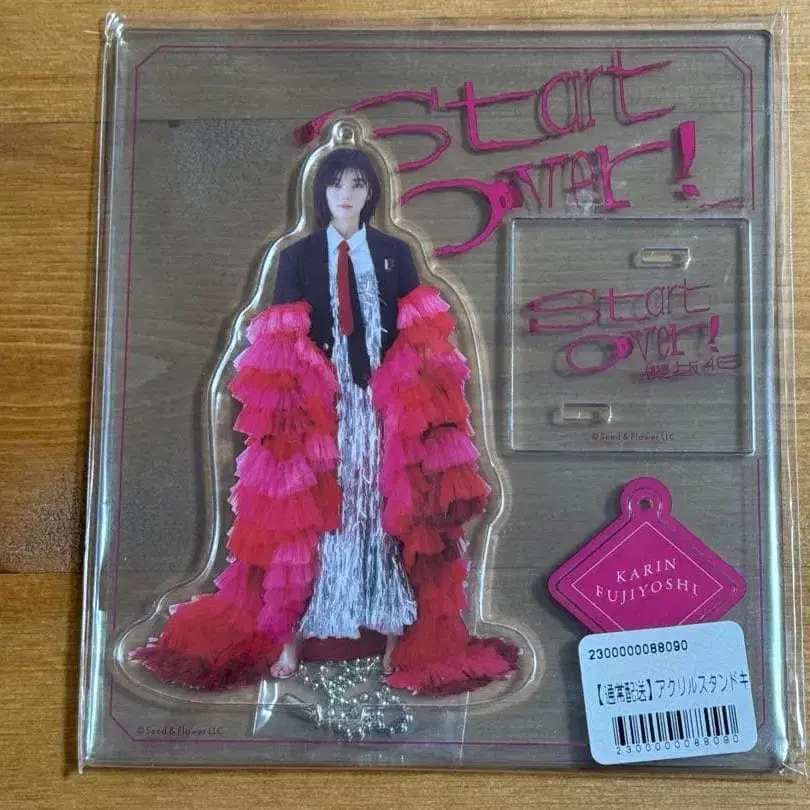 Start
Over!
Start
Over!
櫻坂46
© Seed & Flower LLC
KARIN
FUJIYOSHI
2300000088090
【通常配送】アクリルスタンドキ
2300000088090
© Seed & Flower LLC